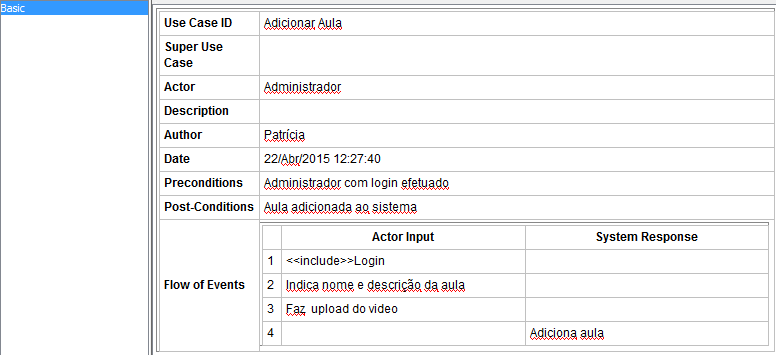 Basic
Use Case ID Adicionar Aula
Super Use
Case
Actor Administrador
Description
Author Patrícia
Date 22/Abr/2015 12:27:40
Preconditions Administrador com login efetuado
Post-Conditions Aula adicionada ao sistema
Flow of Events
Actor Input System Response
1 <<include>>Login
2 Indica nome e descrição da aula
3 Faz upload do video
4 Adiciona aula